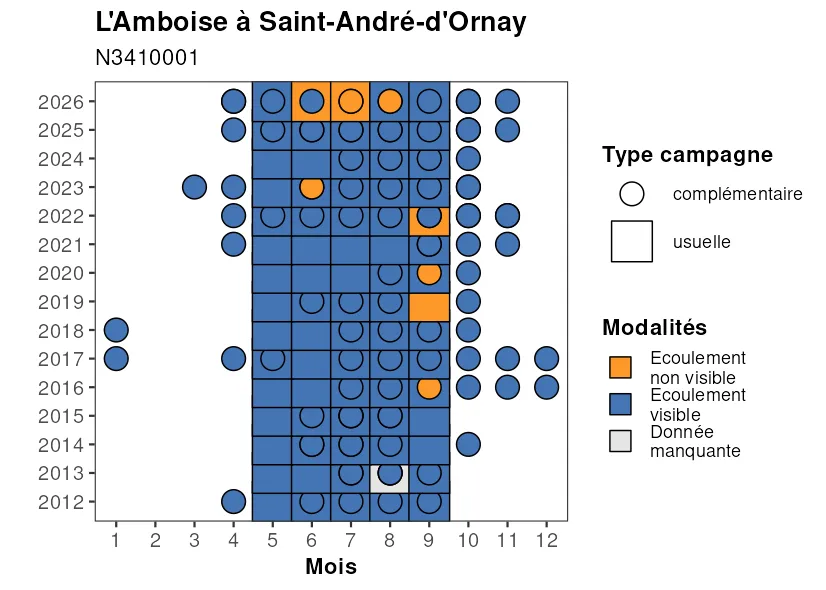 L'Amboise à Saint-André-d'Ornay
N3410001
2026
2025
2024
2023
2022
2021
2020
2019
2018
2017
2016
2015
2014
2013
2012
1 2 3 4 5 6 7 8 9 10 11 12
Mois
Type campagne
complémentaire
usuelle
Modalités
Ecoulement
non visible
Ecoulement
visible
Donnée
manquante